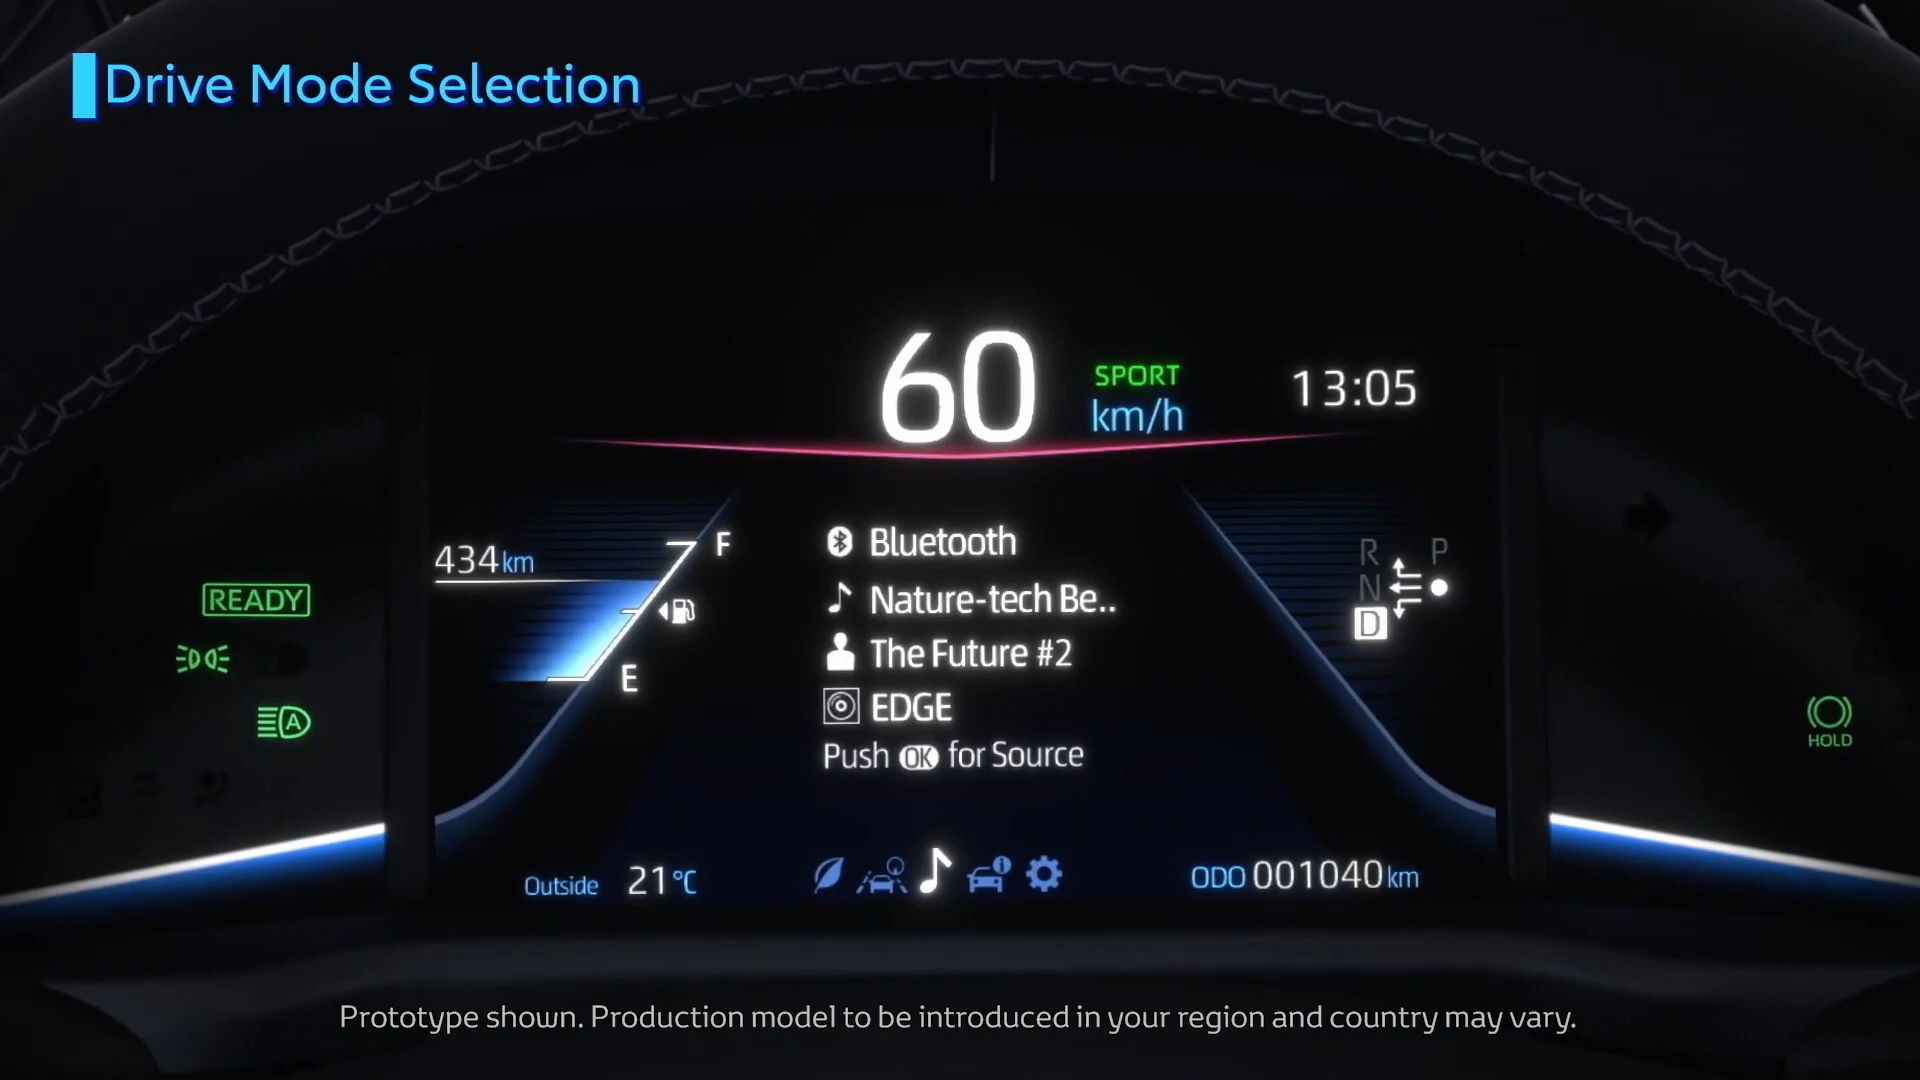 Drive Mode Selection
60
SPORT
km/h
13:05
434km
F
E
READY
A
Bluetooth
Nature-tech Be..
The Future #2
EDGE
Push OK for Source
R
P
N
D
HOLD
Outside 21°C
ODO 001040km
Prototype shown. Production model to be introduced in your region and country may vary.